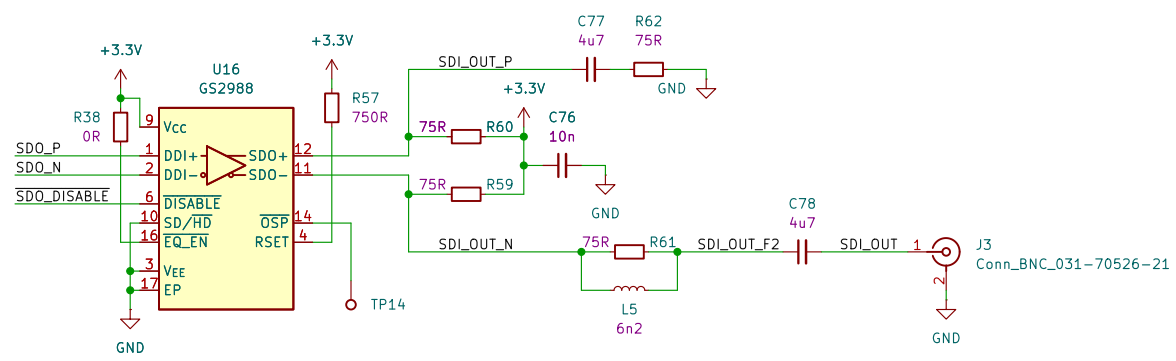 C77
4u7
R62
75R
+3.3V
+3.3V
SDI_OUT_P
GND
U16
GS2988
+3.3V
R38
0R
R57
750R
75R
R60
C76
10n
9
VCC
SDO_P
1
DDI+
SDO+
12
SDO_N
2
DDI-
SDO-
11
75R
R59
GND
SDO_DISABLE
6
DISABLE
10
SD/HD
OSP
14
16
EQ_EN
RSET
4
C78
4u7
SDI_OUT_N
75R
R61
SDI_OUT_F2
SDI_OUT
1
J3
Conn_BNC_031-70526-21
2
3
VEE
17
EP
TP14
L5
6n2
GND
GND